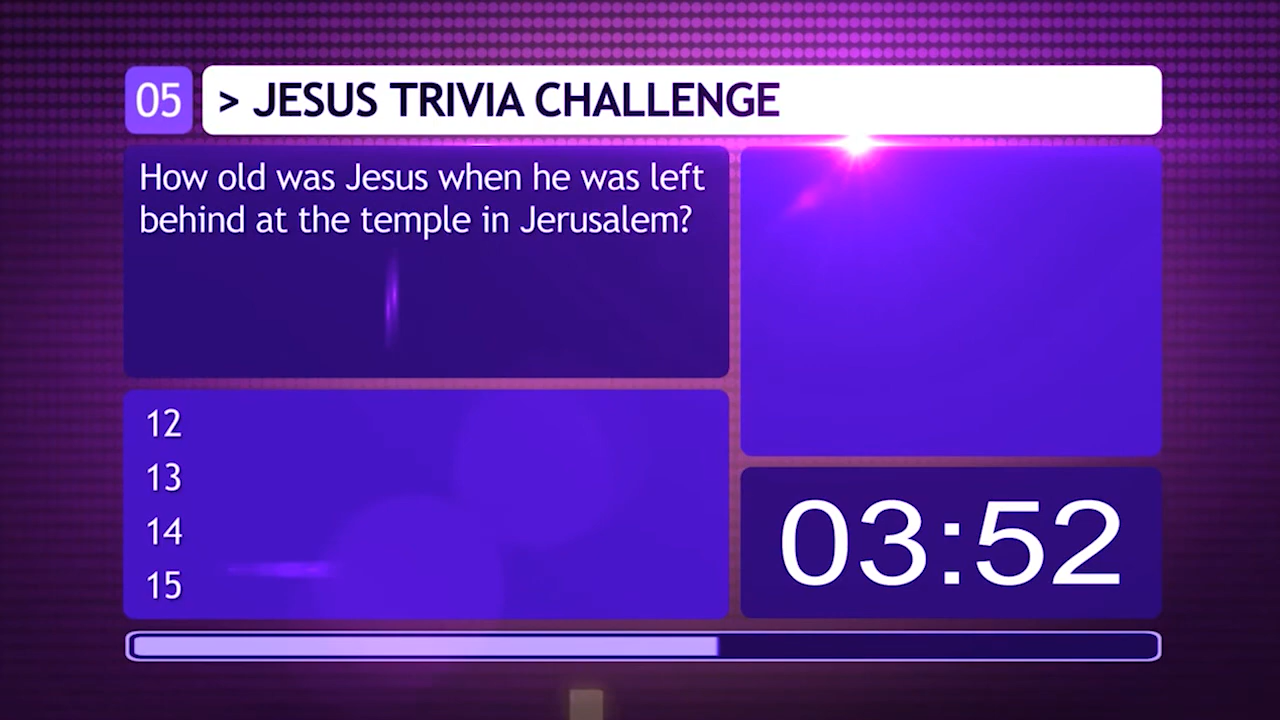 05 > JESUS TRIVIA CHALLENGE
How old was Jesus when he was left
behind at the temple in Jerusalem?
12
13
14
15
03:52